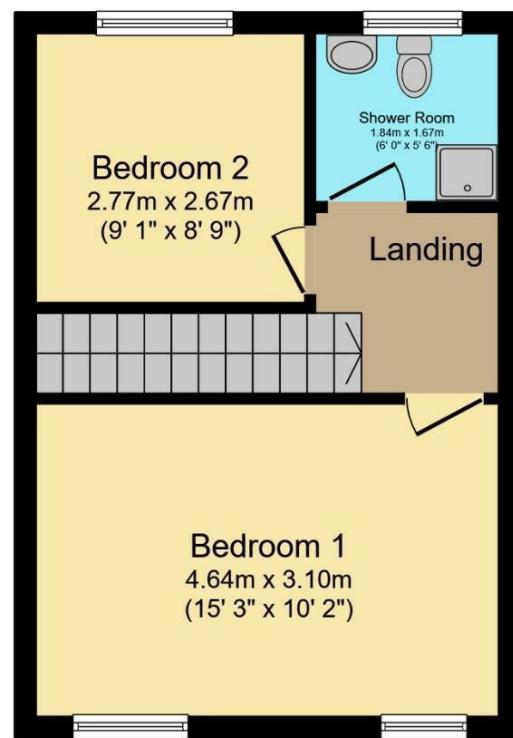 Shower Room
1.84m x 1.67m
(6' 0" x 5' 6")
Bedroom 2
2.77m x 2.67m
(9' 1" x 8' 9")
Landing
Bedroom 1
4.64m x 3.10m
(15' 3" x 10' 2")